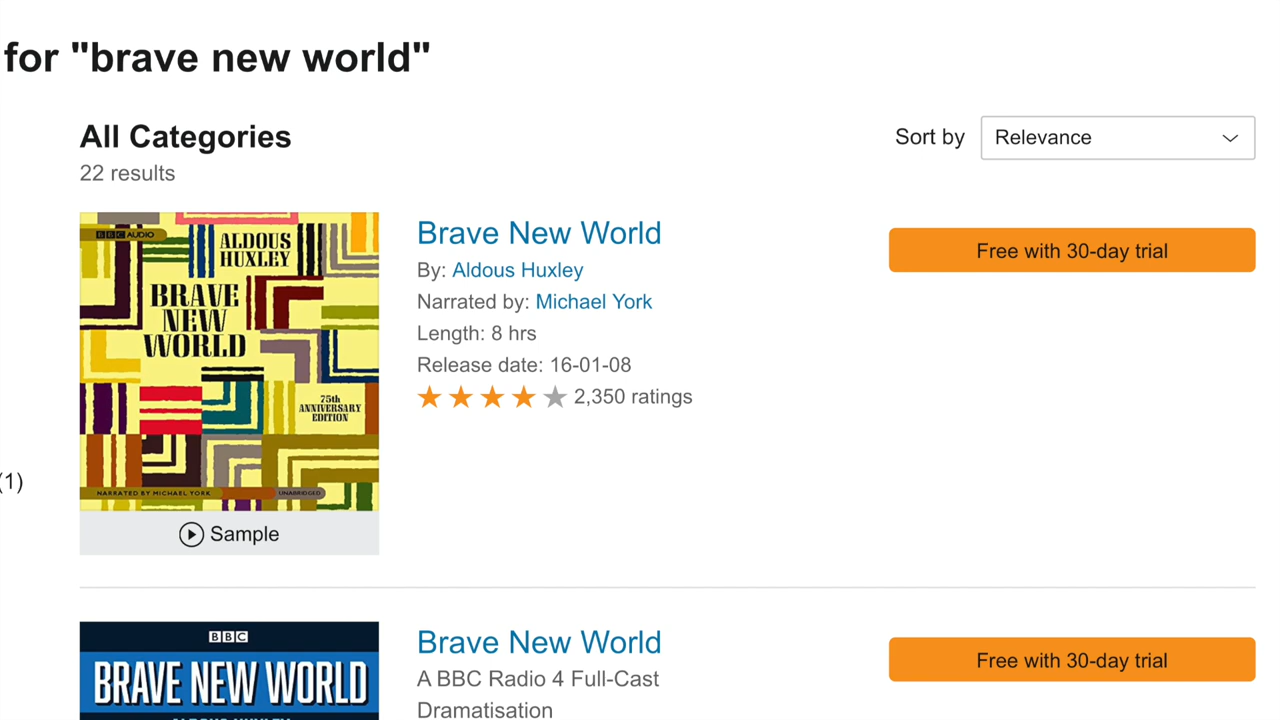 for "brave new world"
All Categories
22 results
Sort by
Relevance
BBC AUDIO
ALDOUS
HUXLEY
BRAVE
NEW
WORLD
75th
ANNIVERSARY
EDITION
NARRATED BY MICHAEL YORK
UNABRIDGED
Sample
Brave New World
By: Aldous Huxley
Narrated by: Michael York
Length: 8 hrs
Release date: 16-01-08
2,350 ratings
Free with 30-day trial
(1)
BBC
BRAVE NEW WORLD
ALDOUS HUXLEY
Brave New World
A BBC Radio 4 Full-Cast
Dramatisation
Free with 30-day trial